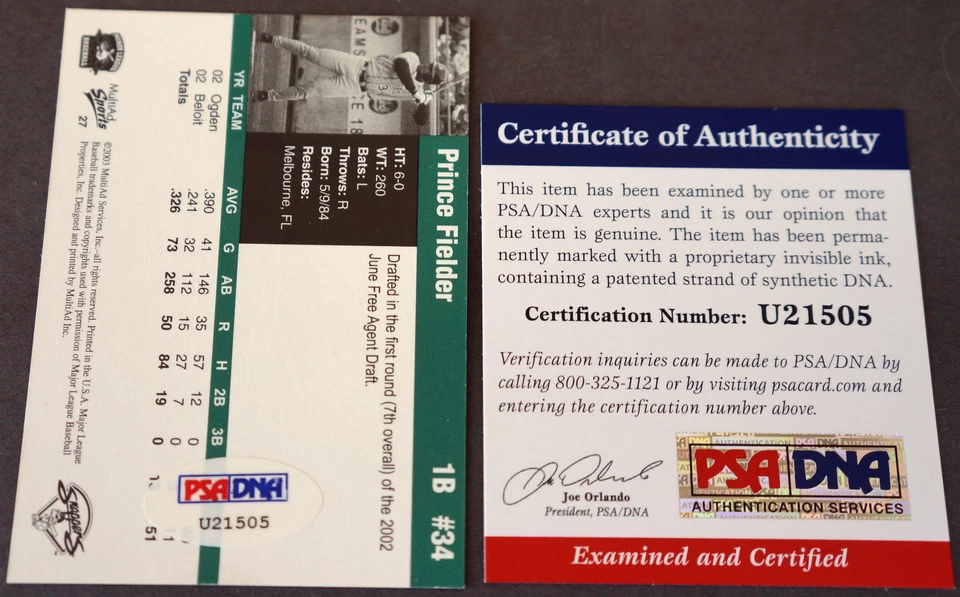 Prince Fielder 1B #34
HT: 6-0
WT: 260
Bats: L
Throws: R
Born: 5/9/84
Resides:
Melbourne, FL
Drafted in the first round (7th overall) of the 2002
June Free Agent Draft.
YR TEAM AVG G AB R H 2B 3B
02 Ogden .390 41 146 35 57 12 0
02 Beloit .241 32 112 15 27 7 0
Totals .326 73 258 50 84 19 0 51
PSA DNA
U21505
MultiAd
Sports
27
©2003 MultiAd Services, Inc-all rights reserved. Printed in the U.S.A. Major League
Baseball trademarks and copyrights used with permission of Major League Baseball
Properties, Inc. Designed and printed by MultiAd Inc.
Snappers
Certificate of Authenticity
This item has been examined by one or more
PSA/DNA experts and it is our opinion that
the item is genuine. The item has been perma-
nently marked with a proprietary invisible ink,
containing a patented strand of synthetic DNA.
Certification Number: U21505
Verification inquiries can be made to PSA/DNA by
calling 800-325-1121 or by visiting psacard.com and
entering the certification number above.
Joe Orlando
President, PSA/DNA
PSA DNA
AUTHENTICATION SERVICES
Examined and Certified